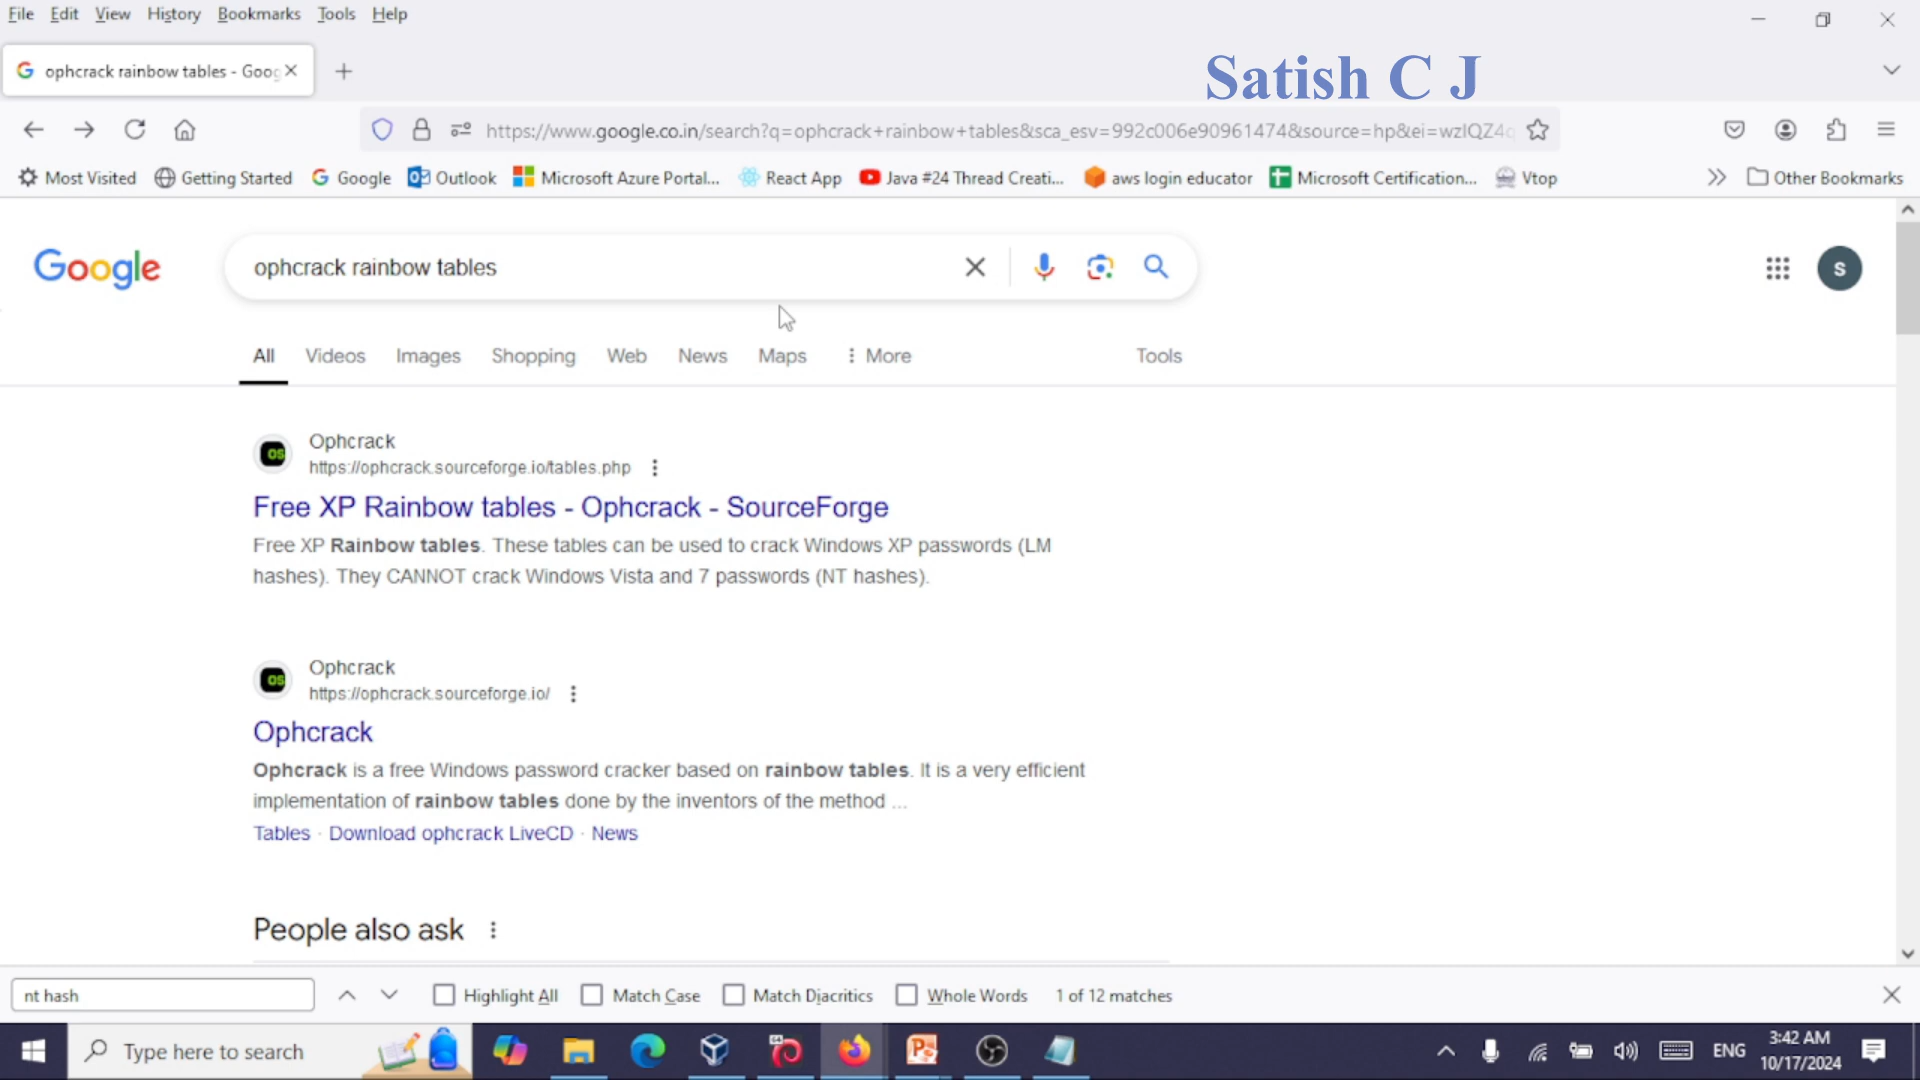 File Edit View History Bookmarks Tools Help
ophcrack rainbow tables - Goog
Satish C J
https://www.google.co.in/search?q=ophcrack+rainbow+tables&sca_esv=992c006e90961474&source=hp&ei=wzIQZ4q
Most Visited Getting Started Google Outlook Microsoft Azure Portal... React App Java #24 Thread Creati... aws login educator Microsoft Certification... Vtop Other Bookmarks
Google
ophcrack rainbow tables
S
All Videos Images Shopping Web News Maps More Tools
Ophcrack
https://ophcrack.sourceforge.io/tables.php
Free XP Rainbow tables - Ophcrack - SourceForge
Free XP Rainbow tables. These tables can be used to crack Windows XP passwords (LM
hashes). They CANNOT crack Windows Vista and 7 passwords (NT hashes).
Ophcrack
https://ophcrack.sourceforge.io/
Ophcrack
Ophcrack is a free Windows password cracker based on rainbow tables. It is a very efficient
implementation of rainbow tables done by the inventors of the method ...
Tables · Download ophcrack LiveCD · News
People also ask
nt hash Highlight All Match Case Match Diacritics Whole Words 1 of 12 matches
Type here to search
ENG
3:42 AM
10/17/2024